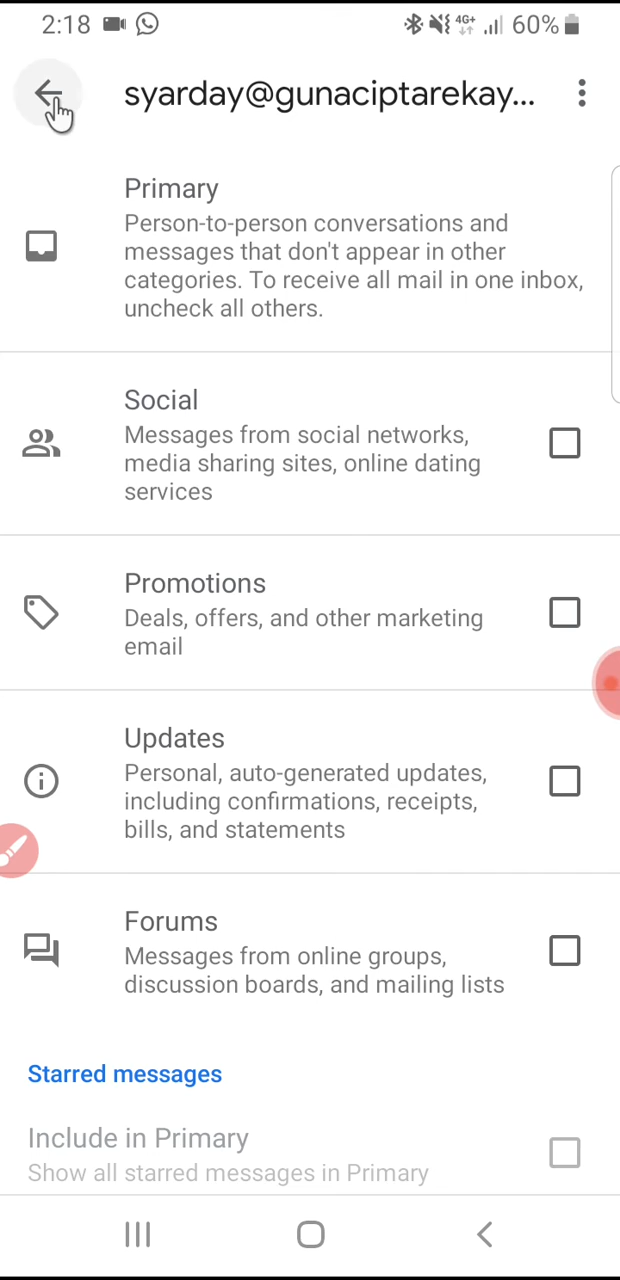 2:18 4G+ 60%
syarday@gunaciptarekay...
Primary
Person-to-person conversations and
messages that don't appear in other
categories. To receive all mail in one inbox,
uncheck all others.
Social
Messages from social networks,
media sharing sites, online dating
services
Promotions
Deals, offers, and other marketing
email
Updates
Personal, auto-generated updates,
including confirmations, receipts,
bills, and statements
Forums
Messages from online groups,
discussion boards, and mailing lists
Starred messages
Include in Primary
Show all starred messages in Primary